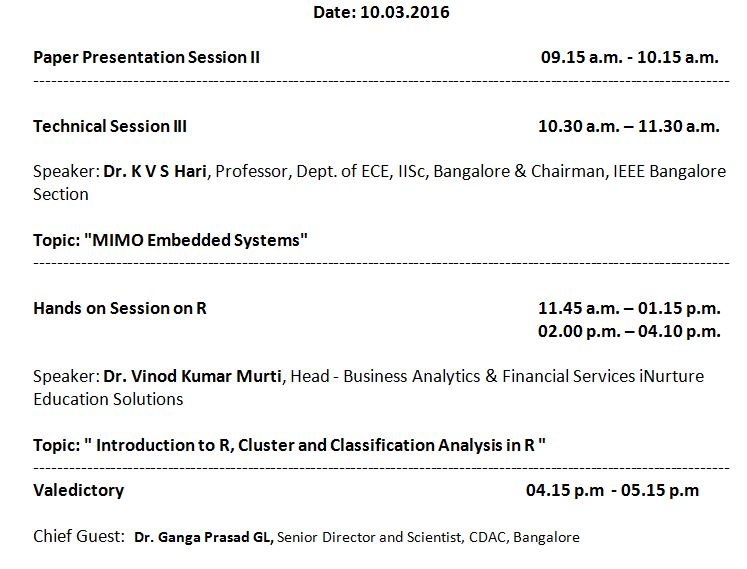 Date: 10.03.2016
Paper Presentation Session II 09.15 a.m. - 10.15 a.m.
----------------------------------------------------------------------------------------------------------------------
Technical Session III 10.30 a.m. – 11.30 a.m.
Speaker: Dr. K V S Hari, Professor, Dept. of ECE, IISc, Bangalore & Chairman, IEEE Bangalore
Section
Topic: "MIMO Embedded Systems"
----------------------------------------------------------------------------------------------------------------------
Hands on Session on R 11.45 a.m. – 01.15 p.m.
02.00 p.m. – 04.10 p.m.
Speaker: Dr. Vinod Kumar Murti, Head - Business Analytics & Financial Services iNurture
Education Solutions
Topic: " Introduction to R, Cluster and Classification Analysis in R "
----------------------------------------------------------------------------------------------------------------------
Valedictory 04.15 p.m - 05.15 p.m
Chief Guest: Dr. Ganga Prasad GL, Senior Director and Scientist, CDAC, Bangalore